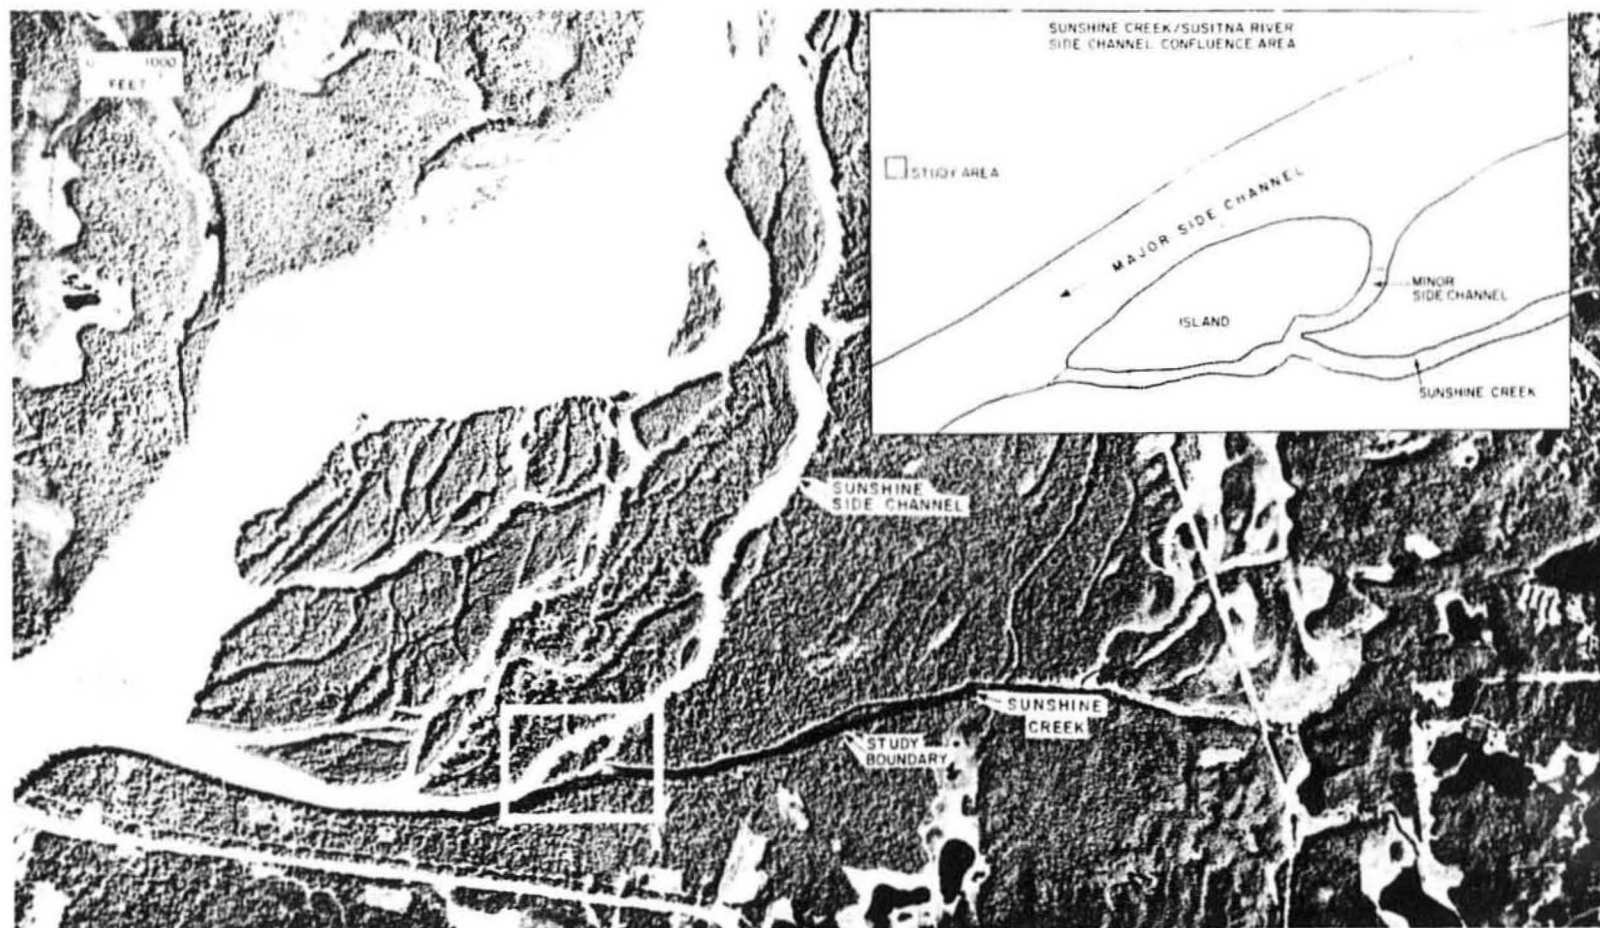 0 1000
FEET
SUNSHINE CREEK/SUSITNA RIVER
SIDE CHANNEL CONFLUENCE AREA
STUDY AREA
MAJOR SIDE CHANNEL
MINOR
SIDE CHANNEL
ISLAND
SUNSHINE CREEK
SUNSHINE
SIDE CHANNEL
SUNSHINE
CREEK
STUDY
BOUNDARY